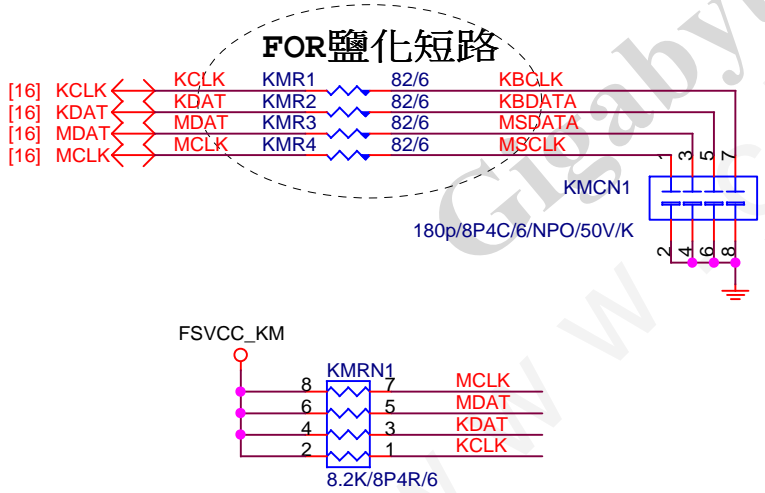 FOR鹽化短路
[16] KCLK KCLK KMR1 82/6 KBCLK
[16] KDAT KDAT KMR2 82/6 KBDATA
[16] MDAT MDAT KMR3 82/6 MSDATA
[16] MCLK MCLK KMR4 82/6 MSCLK
1 3 5 7
KMCN1
180p/8P4C/6/NPO/50V/K
2 4 6 8
FSVCC_KM
KMRN1
8 7 MCLK
6 5 MDAT
4 3 KDAT
2 1 KCLK
8.2K/8P4R/6
Gigaby
w w w